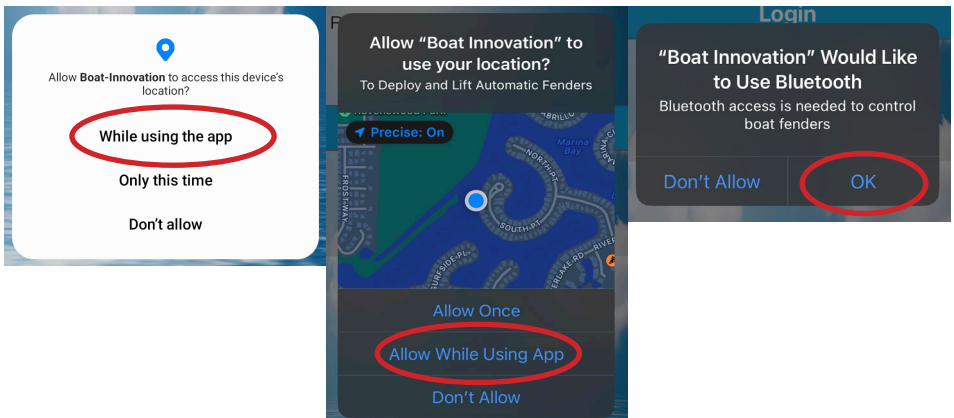 Allow Boat-Innovation to access this device's
location?
While using the app
Only this time
Don't allow
Allow “Boat Innovation” to
use your location?
To Deploy and Lift Automatic Fenders
Precise: On
Marina
Bay
NORTH-PT
FROST-WAY
SOUTH-PT
Allow Once
Allow While Using App
Don't Allow
Login
“Boat Innovation” Would Like
to Use Bluetooth
Bluetooth access is needed to control
boat fenders
Don't Allow
OK